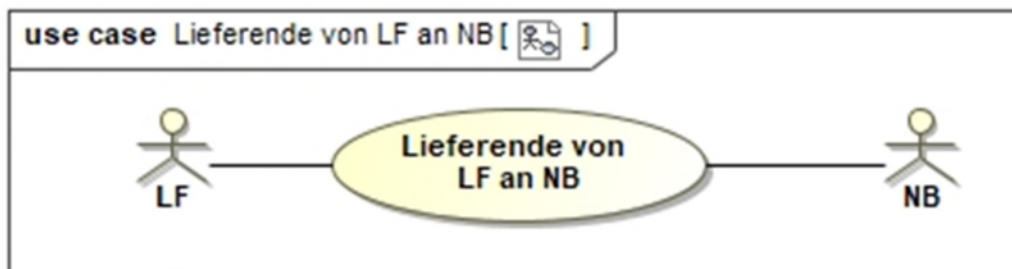 use case Lieferende von LF an NB [ ]
Lieferende von
LF an NB
LF
NB